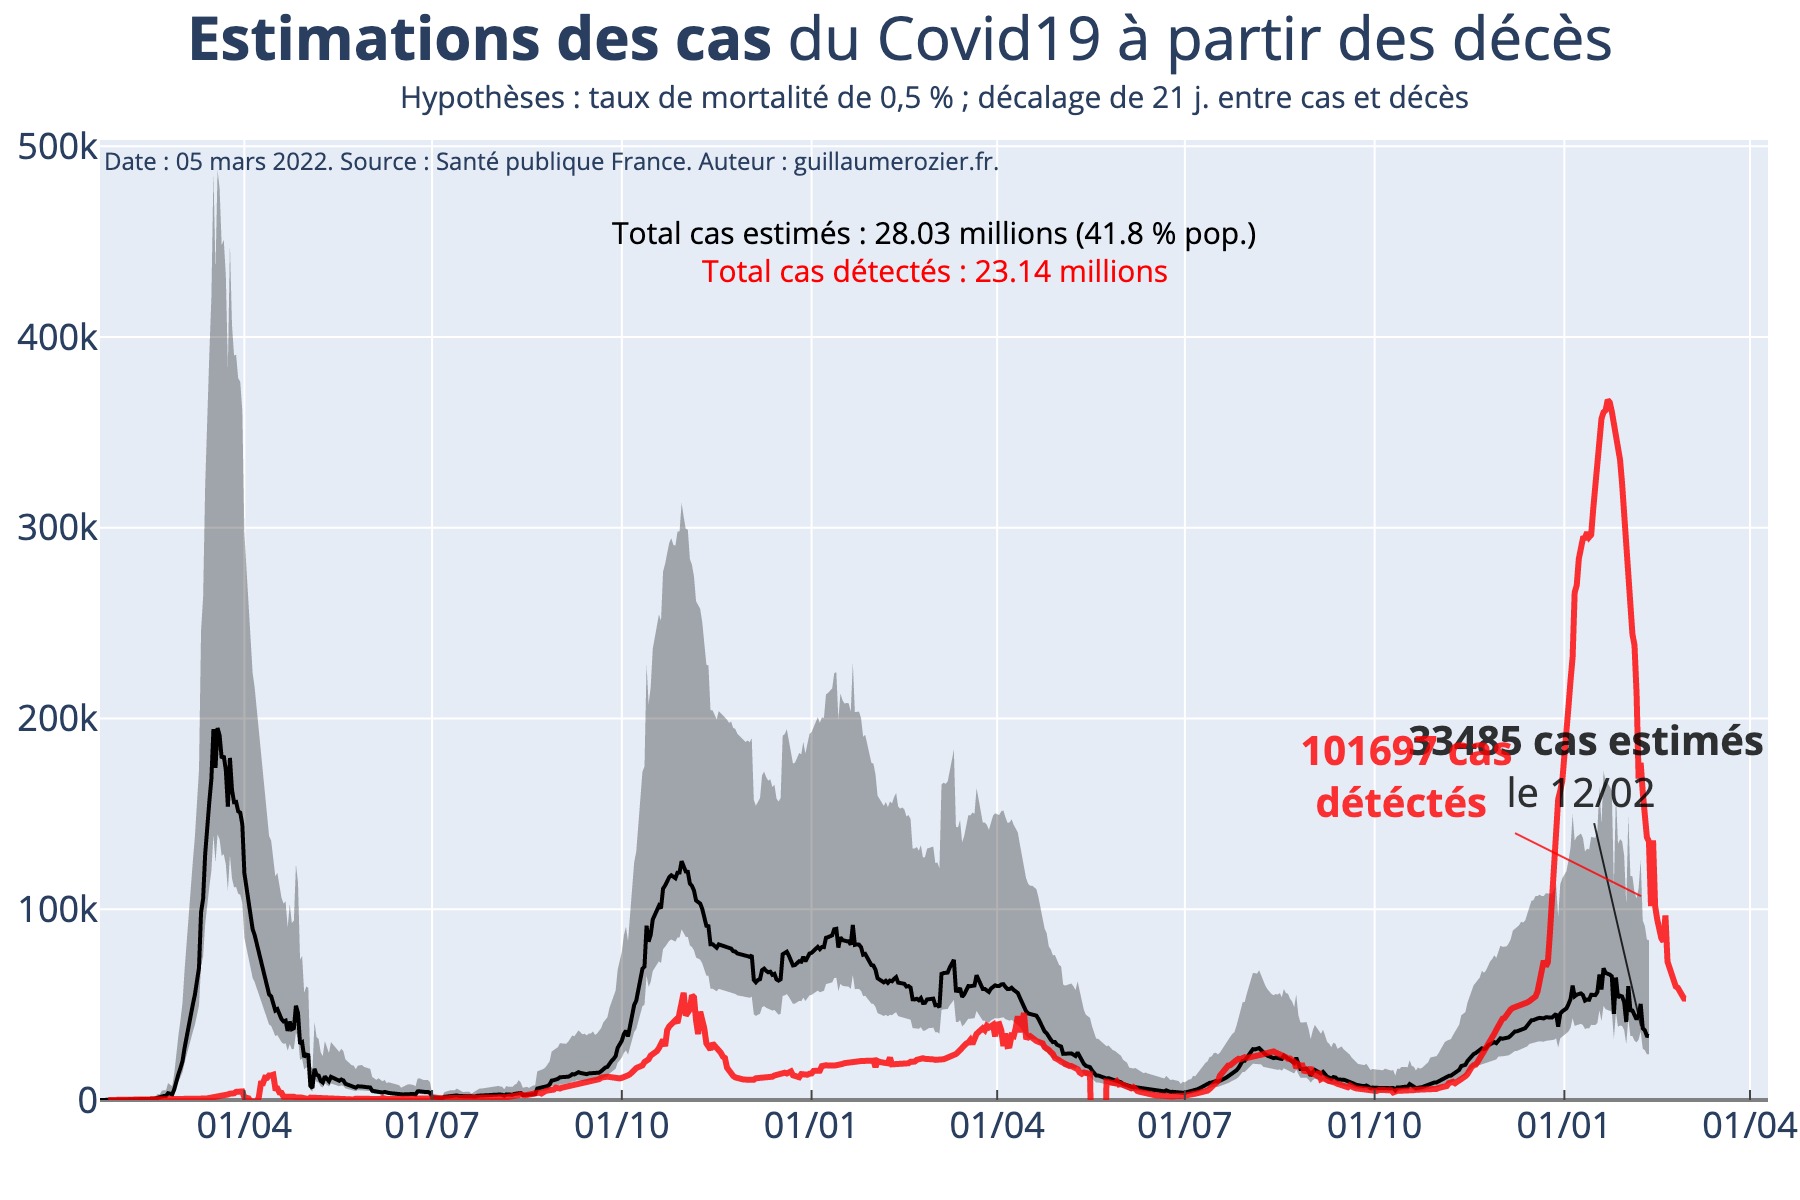 Estimations des cas du Covid19 à partir des décès
Hypothèses : taux de mortalité de 0,5 % ; décalage de 21 j. entre cas et décès
500k
Date : 05 mars 2022. Source : Santé publique France. Auteur : guillaumerozier.fr.
Total cas estimés : 28.03 millions (41.8 % pop.)
Total cas détectés : 23.14 millions
400k
300k
200k
33485 cas estimés
le 12/02
101697 cas
détéctés
100k
0
01/04
01/07
01/10
01/01
01/04
01/07
01/10
01/01
01/04